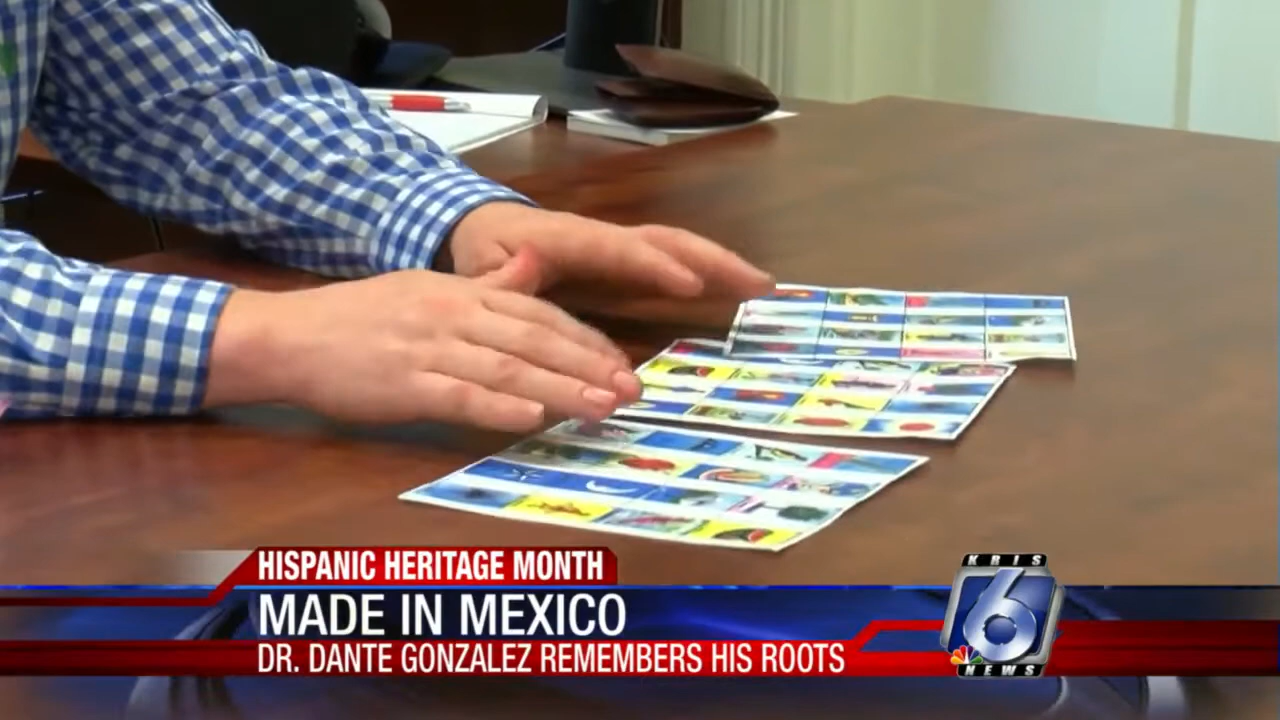 HISPANIC HERITAGE MONTH
MADE IN MEXICO
DR. DANTE GONZALEZ REMEMBERS HIS ROOTS
KRIS
6
NEWS